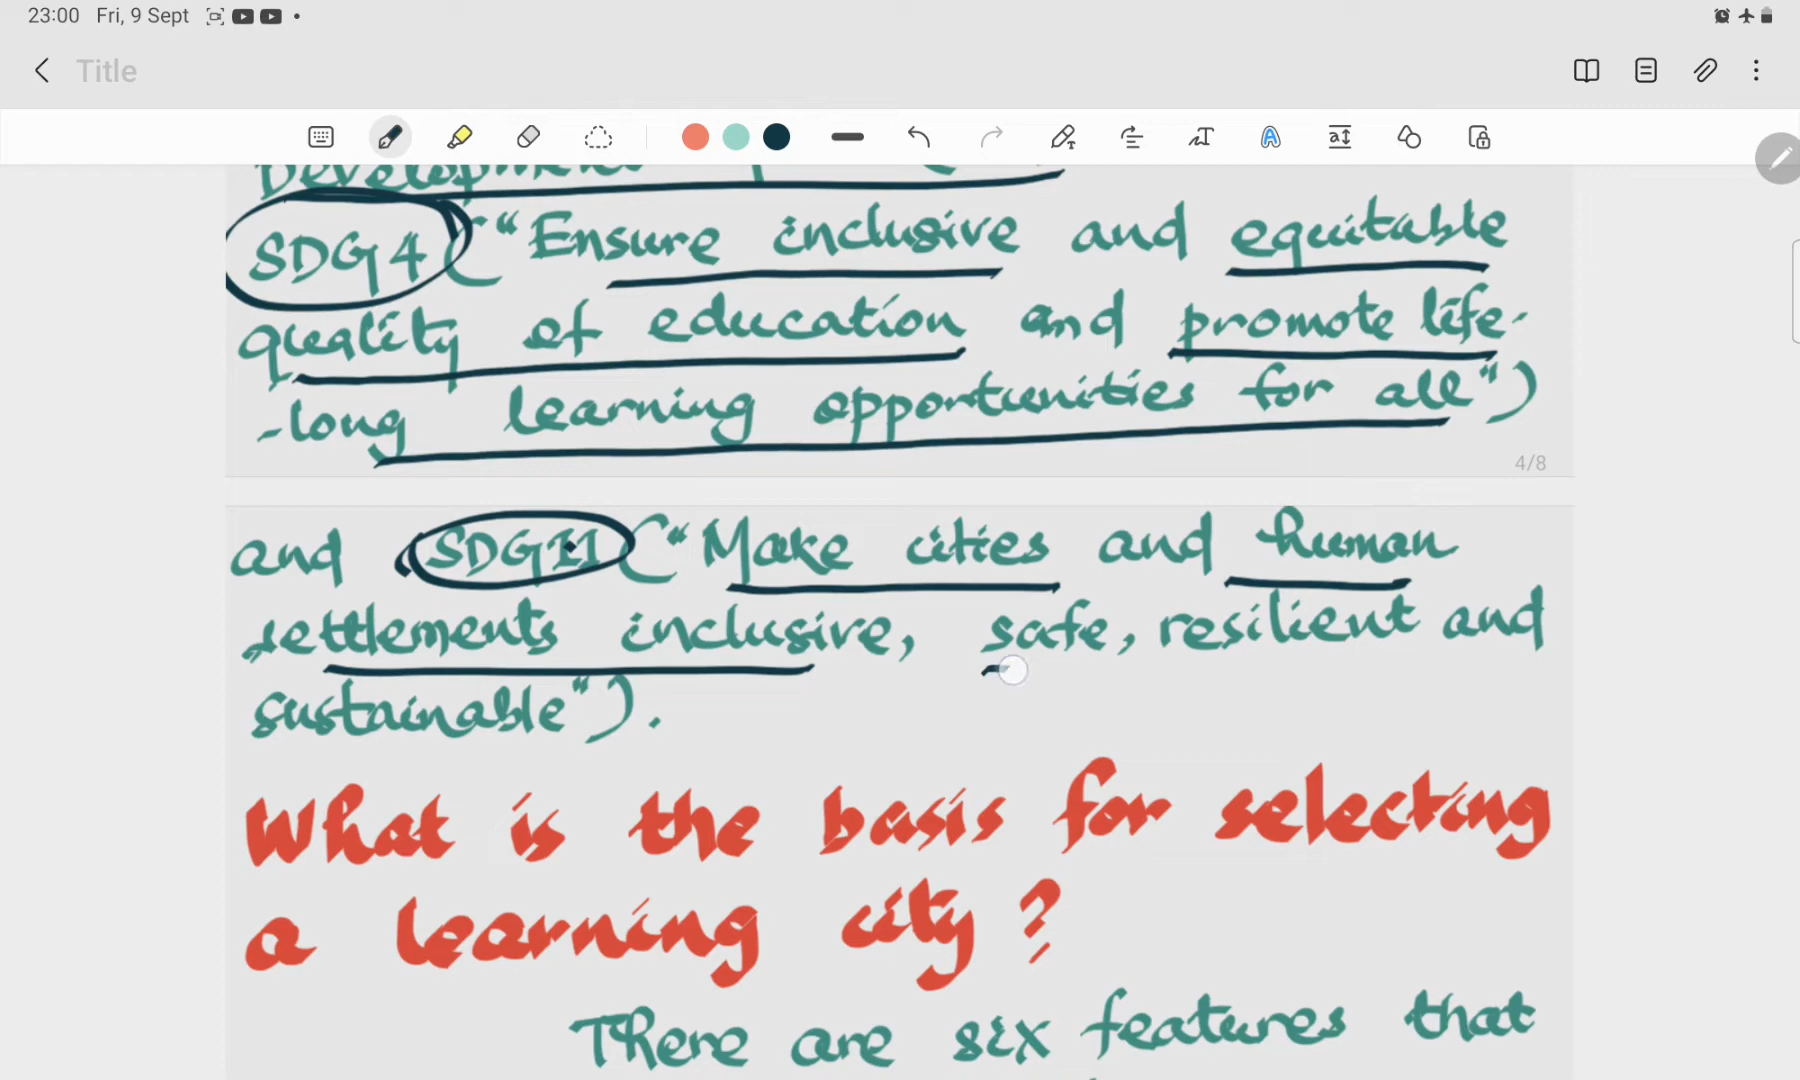 23:00 Fri, 9 Sept
Title
Development
SDG4 ("Ensure inclusive and equitable
quality of education and promote life-
-long learning opportunities for all")
4/8
and SDG11 ("Make cities and human
settlements inclusive, safe, resilient and
sustainable").
What is the basis for selecting
a learning city?
There are six features that